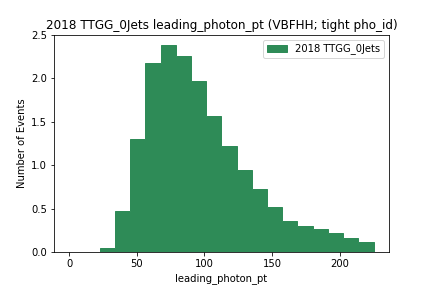 2018 TTGG_0Jets leading_photon_pt (VBFHH; tight pho_id)
2018 TTGG_0Jets
Number of Events
2.5
2.0
1.5
1.0
0.5
0.0
0 50 100 150 200
leading_photon_pt